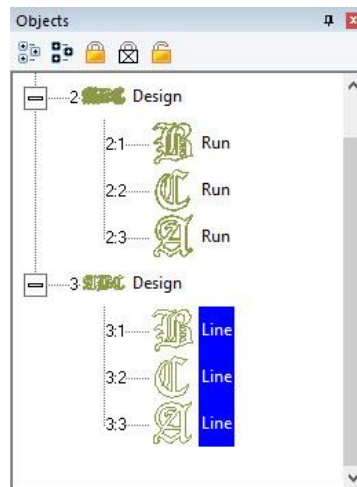 Objects
2 Design
2:1 B Run
2:2 C Run
2:3 A Run
3 ABC Design
3:1 B Line
3:2 C Line
3:3 A Line